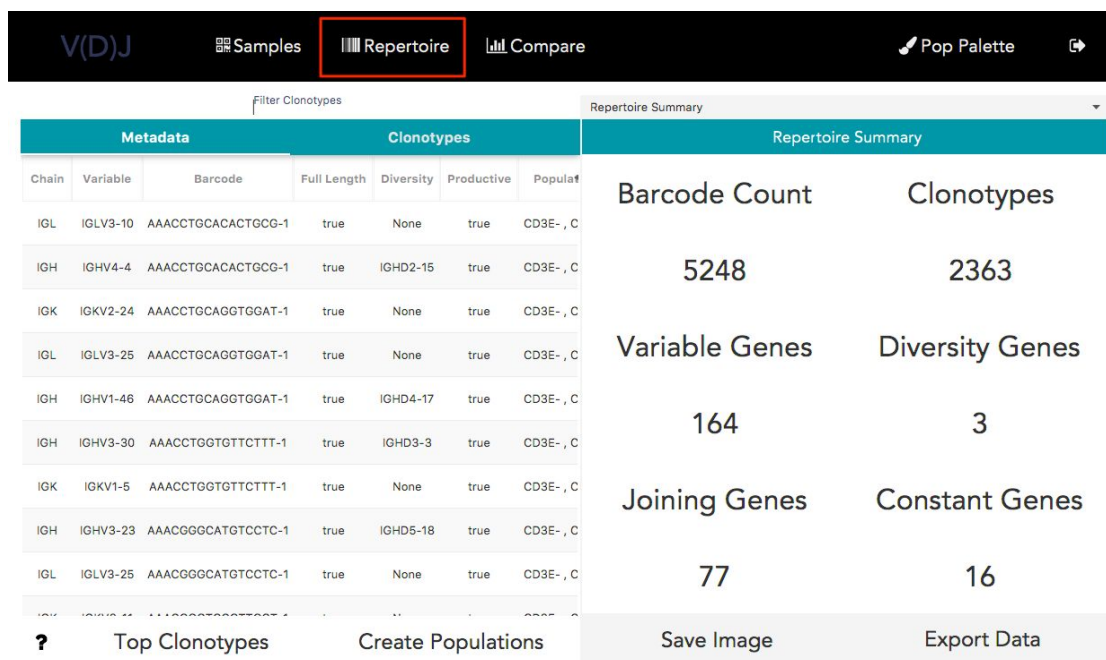 V(D)J Samples Repertoire Compare Pop Palette
Filter Clonotypes
Repertoire Summary
Metadata Clonotypes
Repertoire Summary
Chain Variable Barcode Full Length Diversity Productive
IGL IGLV3-10 AAACCTGCACACTGCG-1 true None true CD3E- , C
IGH IGHV4-4 AAACCTGCACACTGCG-1 true IGHD2-15 true CD3E- , C
IGK IGKV2-24 AAACCTGCAGGTGGAT-1 true None true CD3E- , C
IGL IGLV3-25 AAACCTGCAGGTGGAT-1 true None true CD3E- , C
IGH IGHV1-46 AAACCTGCAGGTGGAT-1 true IGHD4-17 true CD3E- , C
IGH IGHV3-30 AAACCTGGTGTTCTTT-1 true IGHD3-3 true CD3E- , C
IGK IGKV1-5 AAACCTGGTGTTCTTT-1 true None true CD3E- , C
IGH IGHV3-23 AAACGGGCATGTCCTC-1 true IGHD5-18 true CD3E- , C
IGL IGLV3-25 AAACGGGCATGTCCTC-1 true None true CD3E- , C
Barcode Count Clonotypes
5248 2363
Variable Genes Diversity Genes
164 3
Joining Genes Constant Genes
77 16
? Top Clonotypes Create Populations Save Image Export Data